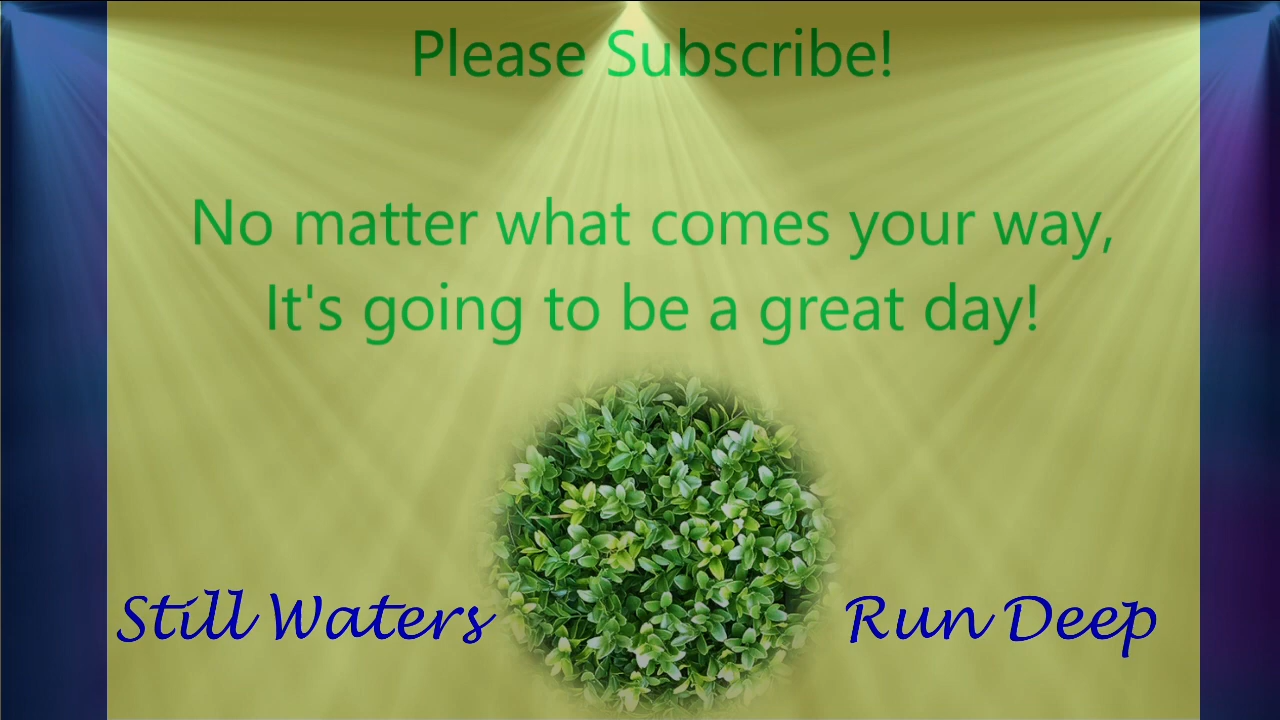 Please Subscribe!
No matter what comes your way,
It's going to be a great day!
Still Waters Run Deep